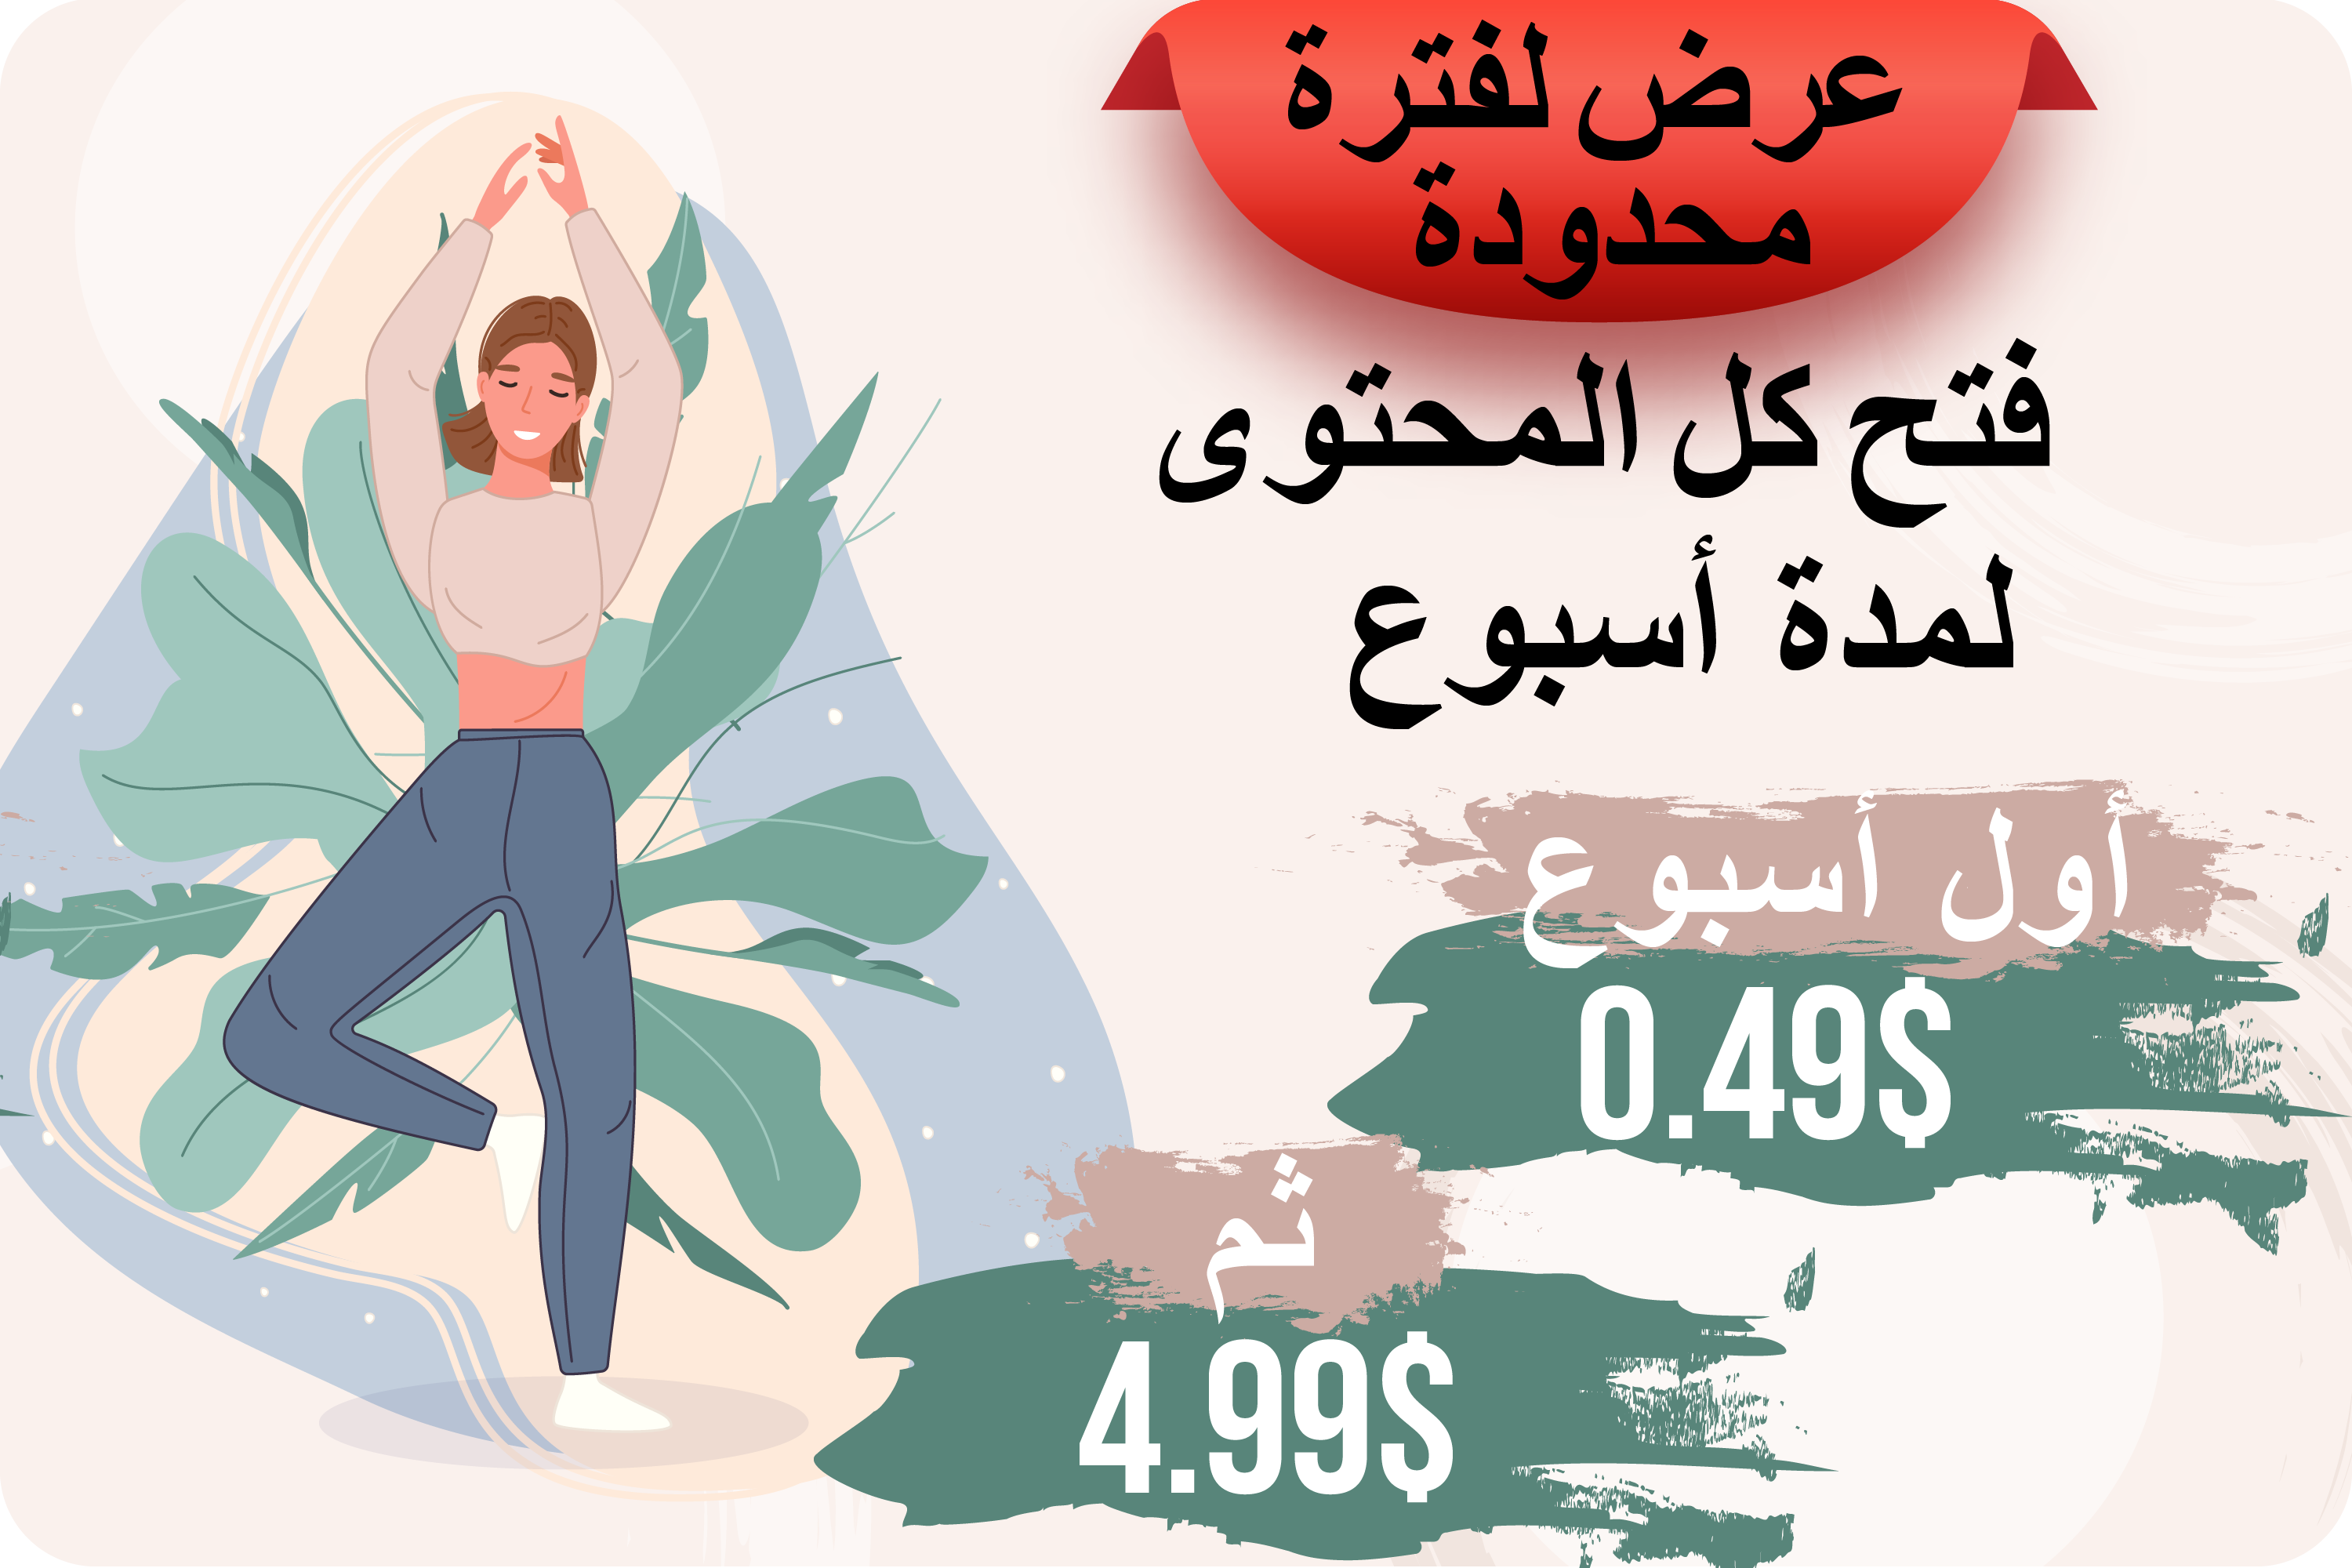 عرض لفترة
محدودة
فتح كل المحتوى
لمدة أسبوع
أول أسبوع
0.49$
ثم
4.99$